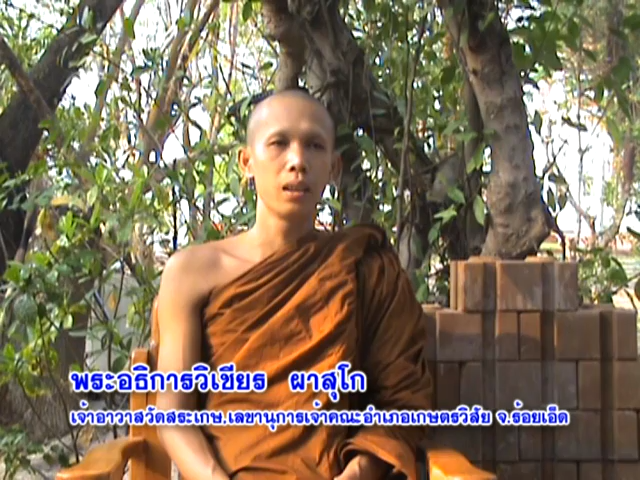 พระอธิการวิเชียร ผาสุโก
เจ้าอาวาสวัดสระเกษ.เลขานุการเจ้าคณะอำเภอเกษตรวิสัย จ.ร้อยเอ็ด